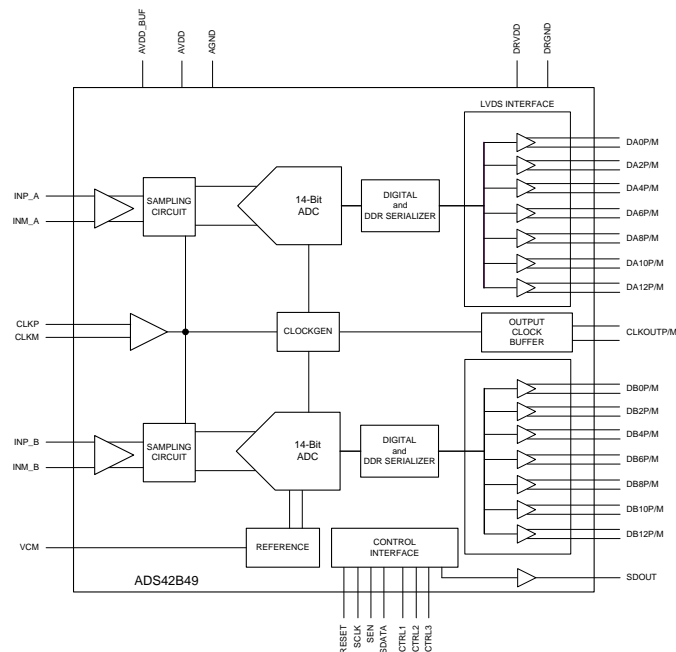 AVDD_BUF
AVDD
AGND
DRVDD
DRGND
LVDS INTERFACE
INP_A
INM_A
SAMPLING
CIRCUIT
14-Bit
ADC
DIGITAL
and
DDR SERIALIZER
DA0P/M
DA2P/M
DA4P/M
DA6P/M
DA8P/M
DA10P/M
DA12P/M
CLKP
CLKM
CLOCKGEN
OUTPUT
CLOCK
BUFFER
CLKOUTP/M
INP_B
INM_B
SAMPLING
CIRCUIT
14-Bit
ADC
DIGITAL
and
DDR SERIALIZER
DB0P/M
DB2P/M
DB4P/M
DB6P/M
DB8P/M
DB10P/M
DB12P/M
VCM
REFERENCE
CONTROL
INTERFACE
SDOUT
ADS42B49
RESET
SCLK
SEN
SDATA
CTRL1
CTRL2
CTRL3